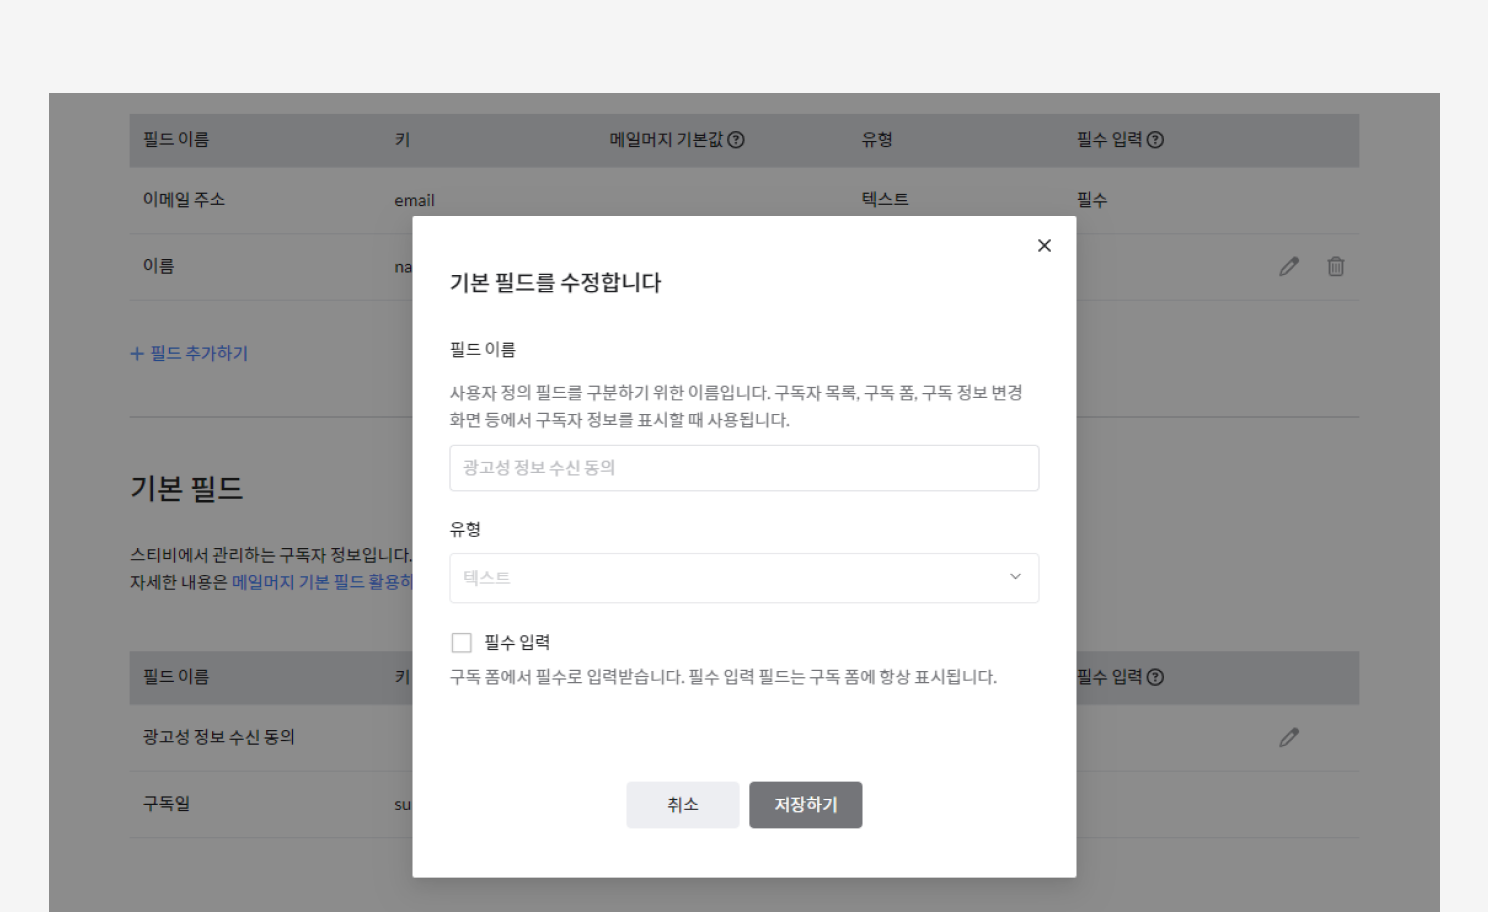 필드 이름 키 메일머지 기본값 ? 유형 필수 입력 ?
이메일 주소 email 텍스트 필수
이름 na
+ 필드 추가하기
기본 필드
스티비에서 관리하는 구독자 정보입니다.
자세한 내용은 메일머지 기본 필드 활용하
필드 이름 키 필수 입력 ?
광고성 정보 수신 동의
구독일 su
기본 필드를 수정합니다
필드 이름
사용자 정의 필드를 구분하기 위한 이름입니다. 구독자 목록, 구독 폼, 구독 정보 변경
화면 등에서 구독자 정보를 표시할 때 사용됩니다.
광고성 정보 수신 동의
유형
텍스트
필수 입력
구독 폼에서 필수로 입력받습니다. 필수 입력 필드는 구독 폼에 항상 표시됩니다.
취소 저장하기